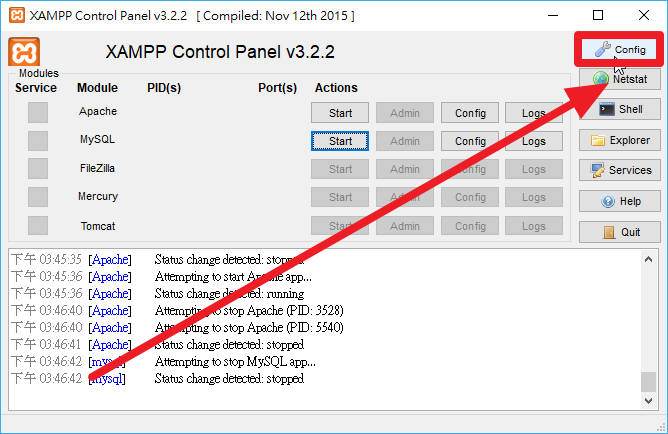 XAMPP Control Panel v3.2.2 [ Compiled: Nov 12th 2015 ]
XAMPP Control Panel v3.2.2
Config
Netstat
Shell
Explorer
Services
Help
Quit
Modules
Service Module PID(s) Port(s) Actions
Apache Start Admin Config Logs
MySQL Start Admin Config Logs
FileZilla Start Admin Config Logs
Mercury Start Admin Config Logs
Tomcat Start Admin Config Logs
下午 03:45:35 [Apache] Status change detected: stopped
下午 03:45:36 [Apache] Attempting to start Apache app...
下午 03:45:36 [Apache] Status change detected: running
下午 03:46:40 [Apache] Attempting to stop Apache (PID: 3528)
下午 03:46:40 [Apache] Attempting to stop Apache (PID: 5540)
下午 03:46:41 [Apache] Status change detected: stopped
下午 03:46:42 [mysql] Attempting to stop MySQL app...
下午 03:46:42 [mysql] Status change detected: stopped